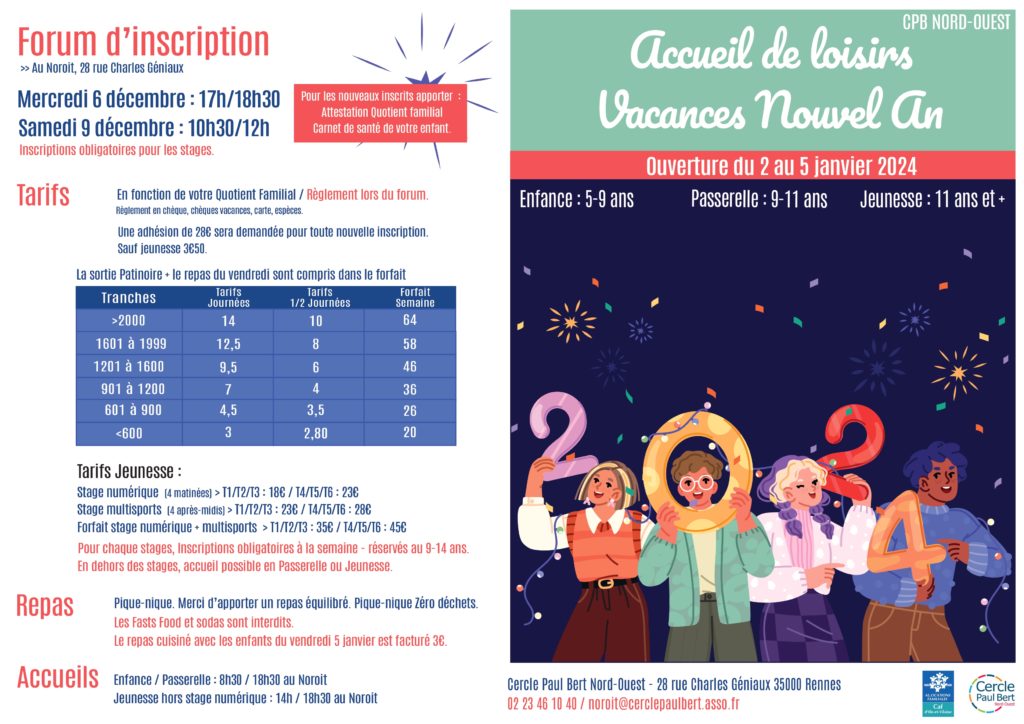 Forum d’inscription
>> Au Noroit, 28 rue Charles Géniaux
Mercredi 6 décembre : 17h/18h30
Samedi 9 décembre : 10h30/12h
Inscriptions obligatoires pour les stages.
Pour les nouveaux inscrits apporter :
Attestation Quotient familial
Carnet de santé de votre enfant.
Tarifs
En fonction de votre Quotient Familial / Règlement lors du forum.
Règlement en chèque, chèques vacances, carte, espèces.
Une adhésion de 28€ sera demandée pour toute nouvelle inscription.
Sauf jeunesse 3€50.
La sortie Patinoire + le repas du vendredi sont compris dans le forfait
Tranches Tarifs Journées Tarifs 1/2 Journées Forfait Semaine
>2000 14 10 64
1601 à 1999 12,5 8 58
1201 à 1600 9,5 6 46
901 à 1200 7 4 36
601 à 900 4,5 3,5 26
<600 3 2,80 20
Tarifs Jeunesse :
Stage numérique (4 matinées) > T1/T2/T3 : 18€ / T4/T5/T6 : 23€
Stage multisports (4 après-midis) > T1/T2/T3 : 23€ / T4/T5/T6 : 28€
Forfait stage numérique + multisports > T1/T2/T3 : 35€ / T4/T5/T6 : 45€
Pour chaque stages, Inscriptions obligatoires à la semaine - réservés au 9-14 ans.
En dehors des stages, accueil possible en Passerelle ou Jeunesse.
Repas
Pique-nique. Merci d’apporter un repas équilibré. Pique-nique Zéro déchets.
Les Fasts Food et sodas sont interdits.
Le repas cuisiné avec les enfants du vendredi 5 janvier est facturé 3€.
Accueils
Enfance / Passerelle : 8h30 / 18h30 au Noroit
Jeunesse hors stage numérique : 14h / 18h30 au Noroit
CPB NORD-OUEST
Accueil de loisirs
Vacances Nouvel An
Ouverture du 2 au 5 janvier 2024
Enfance : 5-9 ans
Passerelle : 9-11 ans
Jeunesse : 11 ans et +
2024
Cercle Paul Bert Nord-Ouest - 28 rue Charles Géniaux 35000 Rennes
02 23 46 10 40 / noroit@cerclepaulbert.asso.fr
ALLOCATIONS
FAMILIALES
Caf
d'Ille-et-Vilaine
Cercle
Paul Bert
Nord-Ouest